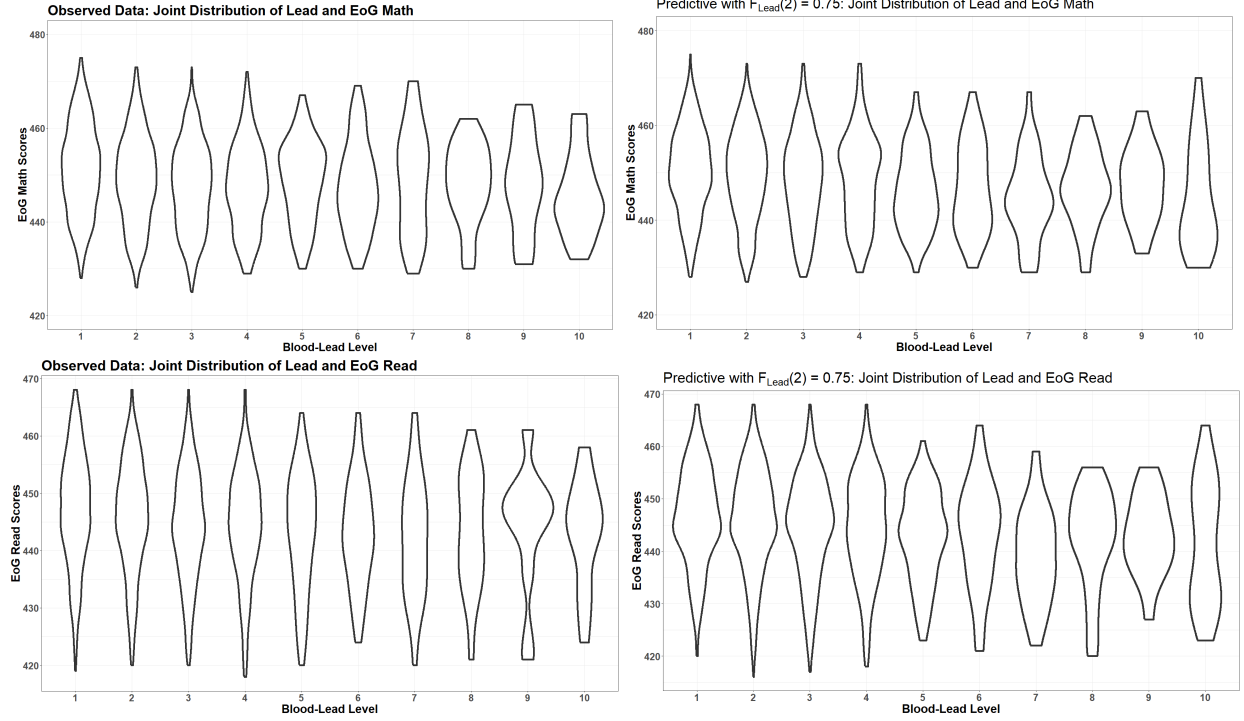 Observed Data: Joint Distribution of Lead and EoG Math
EoG Math Scores
480
460
440
420
1 2 3 4 5 6 7 8 9 10
Blood-Lead Level
Predictive with FLead(2) = 0.75: Joint Distribution of Lead and EoG Math
EoG Math Scores
480
460
440
420
1 2 3 4 5 6 7 8 9 10
Blood-Lead Level
Observed Data: Joint Distribution of Lead and EoG Read
EoG Read Scores
470
460
450
440
430
420
1 2 3 4 5 6 7 8 9 10
Blood-Lead Level
Predictive with FLead(2) = 0.75: Joint Distribution of Lead and EoG Read
EoG Read Scores
470
460
450
440
430
420
1 2 3 4 5 6 7 8 9 10
Blood-Lead Level